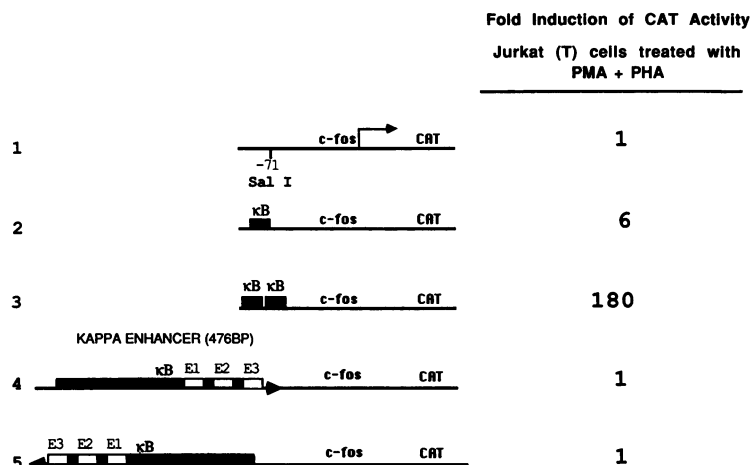 Fold Induction of CAT Activity
Jurkat (T) cells treated with
PMA + PHA
1 c-fos CAT 1
-71
Sal I
κB
2 c-fos CAT 6
κB κB
3 c-fos CAT 180
KAPPA ENHANCER (476BP)
κB E1 E2 E3
4 c-fos CAT 1
E3 E2 E1 κB
5 c-fos CAT 1